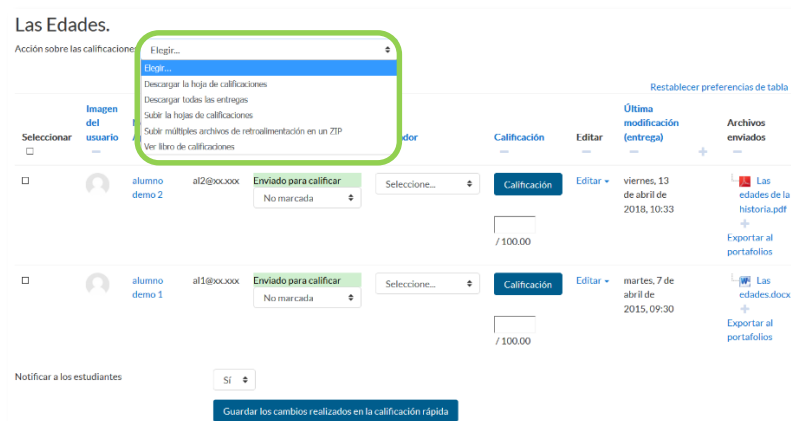 Las Edades.
Acción sobre las calificaciones
Elegir...
Elegir...
Descargar la hoja de calificaciones
Descargar todas las entregas
Subir la hojas de calificaciones
Subir múltiples archivos de retroalimentación en un ZIP
Ver libro de calificaciones
Restablecer preferencias de tabla
Seleccionar
Imagen
del
usuario
Calificación
Editar
Última
modificación
(entrega)
Archivos
enviados
alumno
demo 2
al2@xx.xxx
Enviado para calificar
No marcada
Seleccione...
Calificación
/ 100.00
Editar
viernes, 13
de abril de
2018, 10:33
Las
edades de la
historia.pdf
Exportar al
portafolios
alumno
demo 1
al1@xx.xxx
Enviado para calificar
No marcada
Seleccione...
Calificación
/ 100.00
Editar
martes, 7 de
abril de
2015, 09:30
Las
edades.docx
Exportar al
portafolios
Notificar a los estudiantes
Sí
Guardar los cambios realizados en la calificación rápida